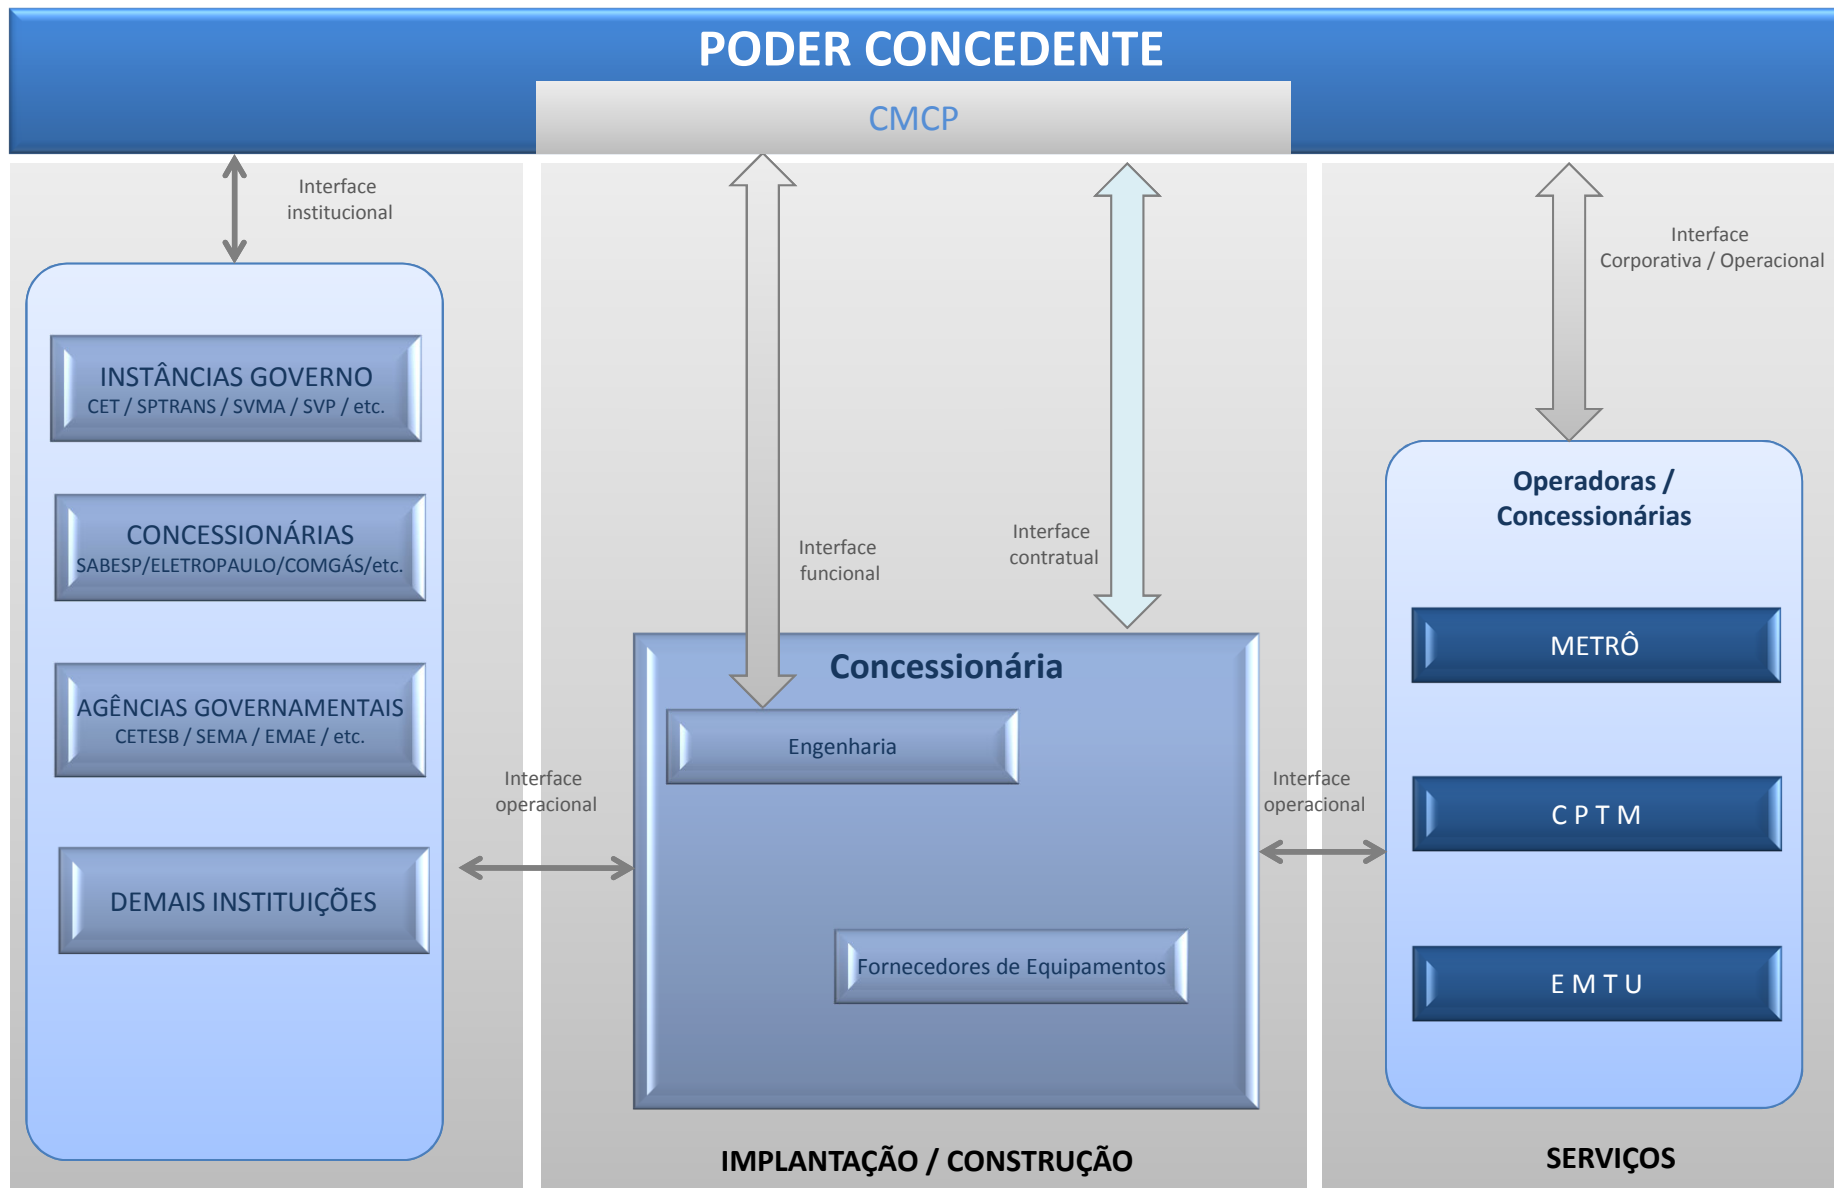 PODER CONCEDENTE
CMCP
Interface
institucional
INSTÂNCIAS GOVERNO
CET / SPTRANS / SVMA / SVP / etc.
CONCESSIONÁRIAS
SABESP/ELETROPAULO/COMGÁS/etc.
AGÊNCIAS GOVERNAMENTAIS
CETESB / SEMA / EMAE / etc.
DEMAIS INSTITUIÇÕES
Interface
operacional
Interface
funcional
Interface
contratual
Concessionária
Engenharia
Fornecedores de Equipamentos
IMPLANTAÇÃO / CONSTRUÇÃO
Interface
operacional
Interface
Corporativa / Operacional
Operadoras /
Concessionárias
METRÔ
C P T M
E M T U
SERVIÇOS